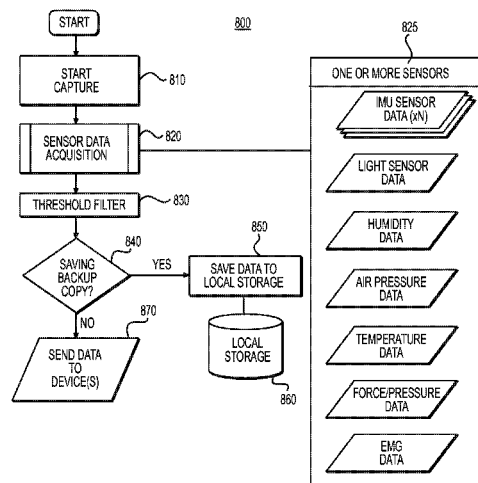 START
800
825
START
CAPTURE
810
ONE OR MORE SENSORS
SENSOR DATA
ACQUISITION
820
IMU SENSOR
DATA (xN)
THRESHOLD FILTER
830
LIGHT SENSOR
DATA
840
SAVING
BACKUP
COPY?
YES
850
SAVE DATA TO
LOCAL STORAGE
HUMIDITY
DATA
AIR PRESSURE
DATA
NO
870
SEND DATA
TO
DEVICE(S)
LOCAL
STORAGE
860
TEMPERATURE
DATA
FORCE/PRESSURE
DATA
EMG
DATA